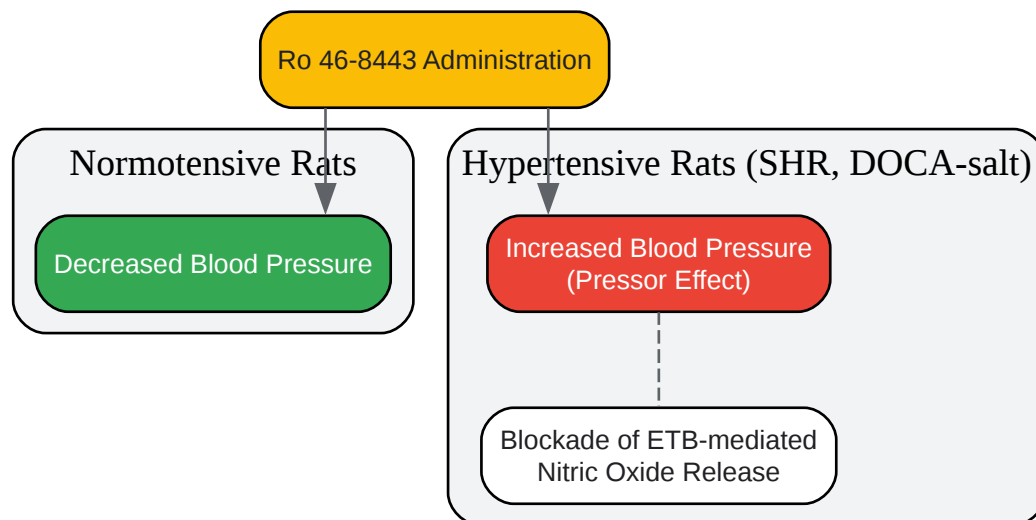 Ro 46-8443 Administration
Normotensive Rats
Decreased Blood Pressure
Hypertensive Rats (SHR, DOCA-salt)
Increased Blood Pressure
(Pressor Effect)
Blockade of ETB-mediated
Nitric Oxide Release